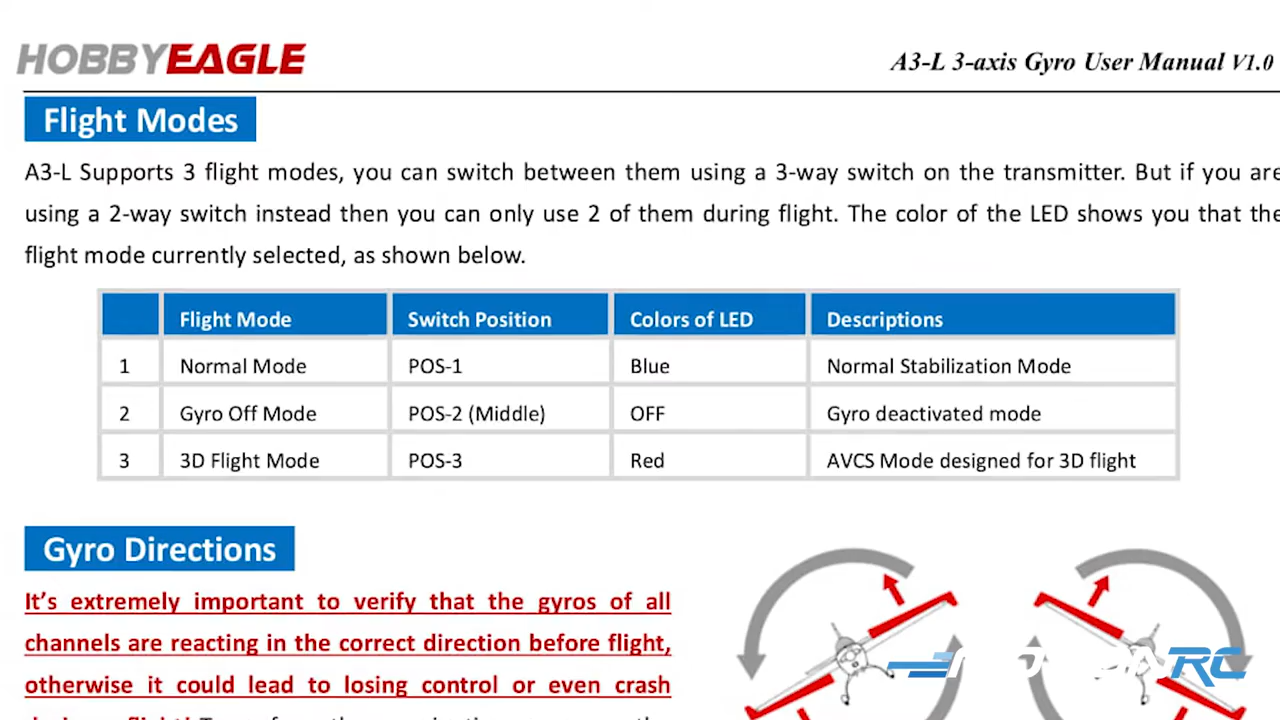 HOBBYEAGLE
A3-L 3-axis Gyro User Manual V1.0
Flight Modes
A3-L Supports 3 flight modes, you can switch between them using a 3-way switch on the transmitter. But if you are
using a 2-way switch instead then you can only use 2 of them during flight. The color of the LED shows you that the
flight mode currently selected, as shown below.
Flight Mode Switch Position Colors of LED Descriptions
1 Normal Mode POS-1 Blue Normal Stabilization Mode
2 Gyro Off Mode POS-2 (Middle) OFF Gyro deactivated mode
3 3D Flight Mode POS-3 Red AVCS Mode designed for 3D flight
Gyro Directions
It's extremely important to verify that the gyros of all
channels are reacting in the correct direction before flight,
otherwise it could lead to losing control or even crash
RC